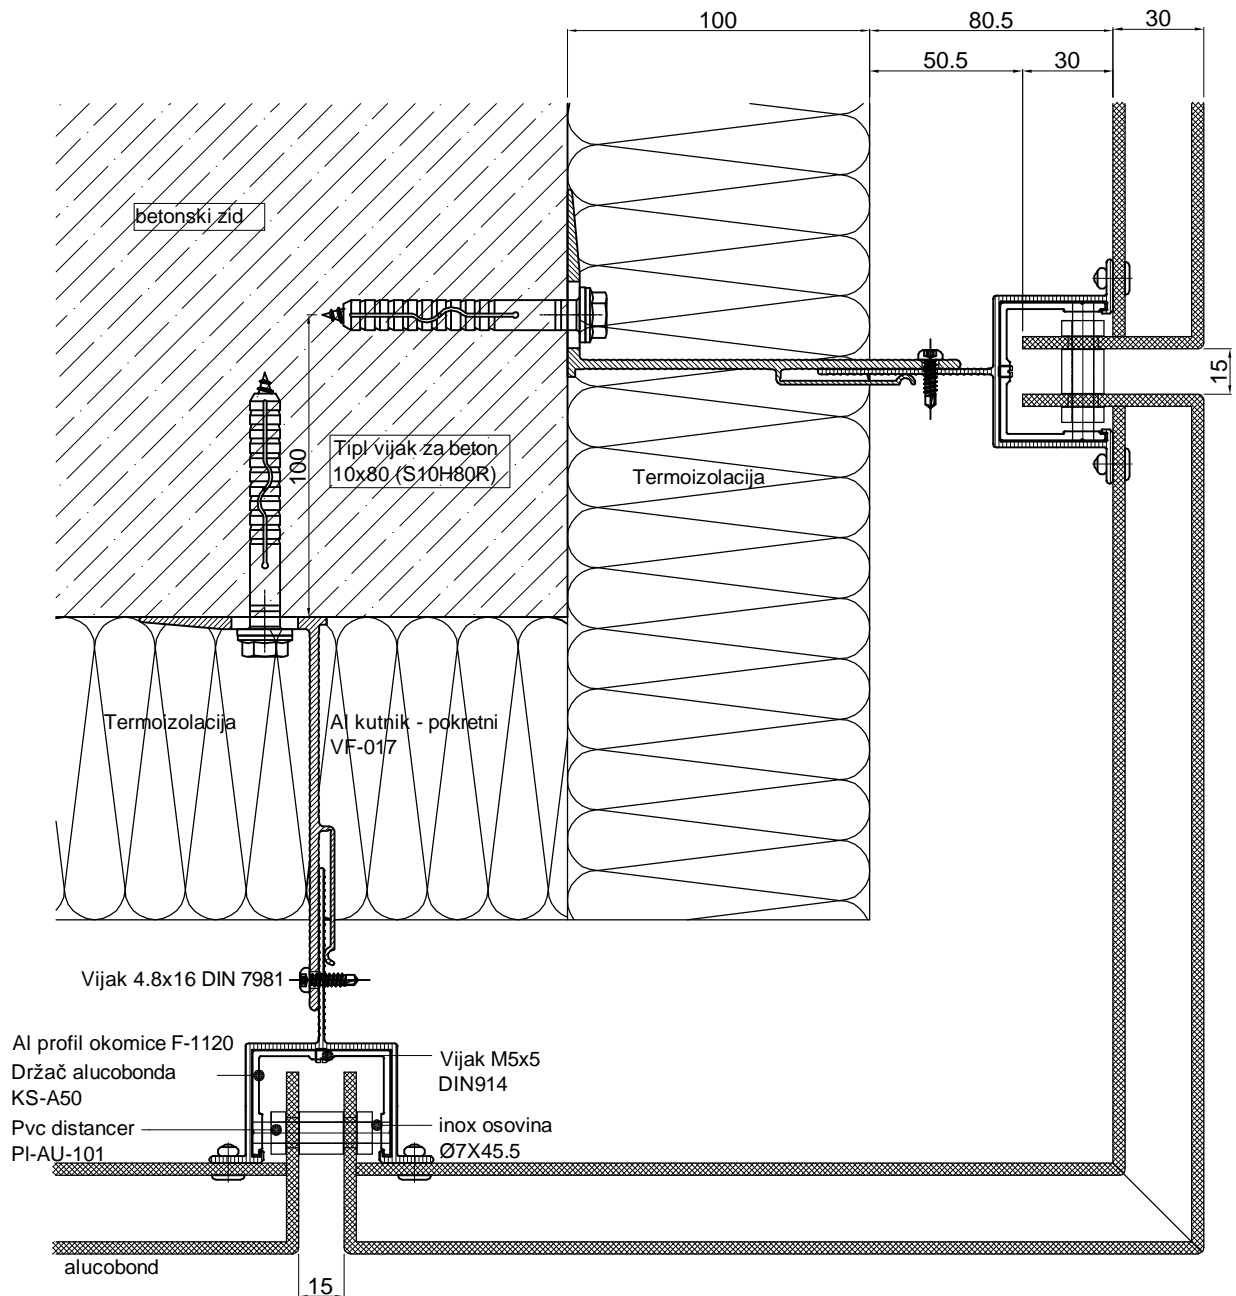 100
80.5
30
50.5
30
betonski zid
15
Tipl vijak za beton
10x80 (S10H80R)
100
Termoizolacija
Termoizolacija
Al kutnik - pokretni
VF-017
Vijak 4.8x16 DIN 7981
Al profil okomice F-1120
Držač alucobonda
KS-A50
Pvc distancer
PI-AU-101
Vijak M5x5
DIN914
inox osovina
Ø7X45.5
alucobond
15